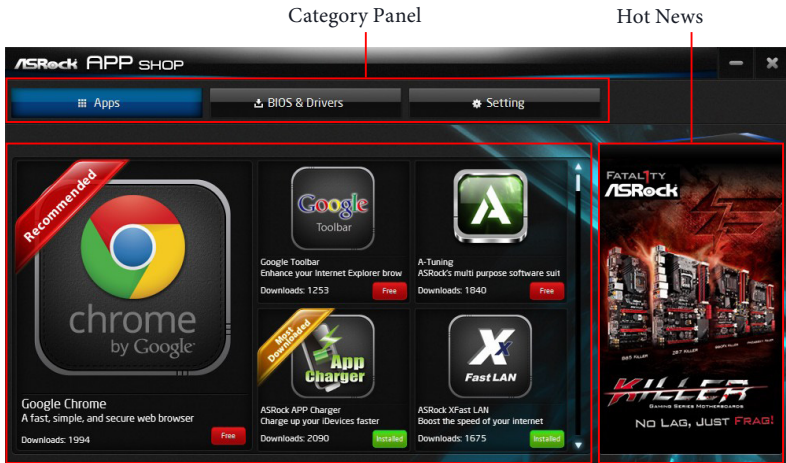 Category Panel
Hot News
ASRock APP SHOP
Apps
BIOS & Drivers
Setting
Recommended
chrome
by Google
Google Chrome
A fast, simple, and secure web browser
Downloads: 1994
Free
Google
Toolbar
Google Toolbar
Enhance your Internet Explorer brow
Downloads: 1253
Free
A
A-Tuning
ASRock's multi purpose software suit
Downloads: 1840
Free
Most
Downloaded
App
Charger
ASRock APP Charger
Charge up your iDevices faster
Downloads: 2090
Installed
X
Fast LAN
ASRock XFast LAN
Boost the speed of your internet
Downloads: 1675
Installed
FATAL1TY
ASRock
B85 KILLER
Z87 KILLER
KILLER
GAMING SERIES MOTHERBOARDS
NO LAG, JUST FRAG!